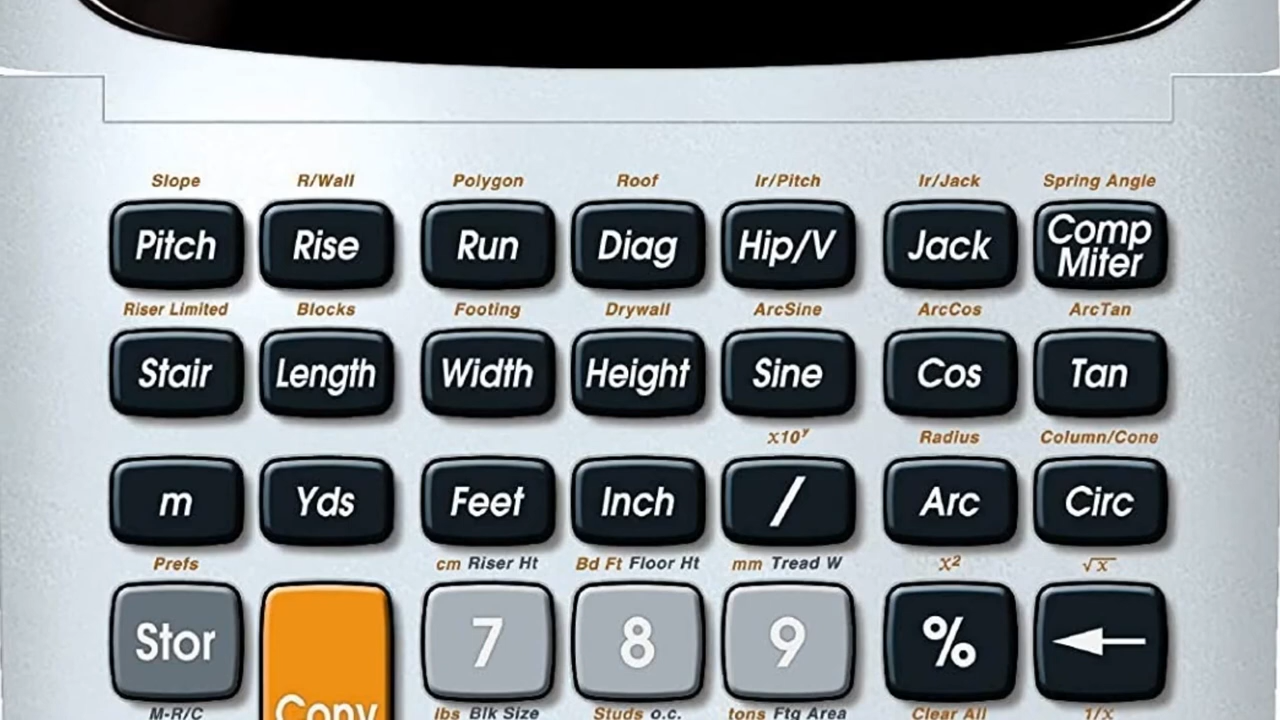 Slope R/Wall Polygon Roof Ir/Pitch Ir/Jack Spring Angle
Pitch Rise Run Diag Hip/V Jack Comp Miter
Riser Limited Blocks Footing Drywall ArcSine ArcCos ArcTan
Stair Length Width Height Sine Cos Tan
x10ʸ Radius Column/Cone
m Yds Feet Inch / Arc Circ
Prefs cm Riser Ht Bd Ft Floor Ht mm Tread W x² √x
Stor 7 8 9 % ←
Conv
M-R/C lbs Blk Size Studs o.c. tons Ftg Area Clear All 1/x